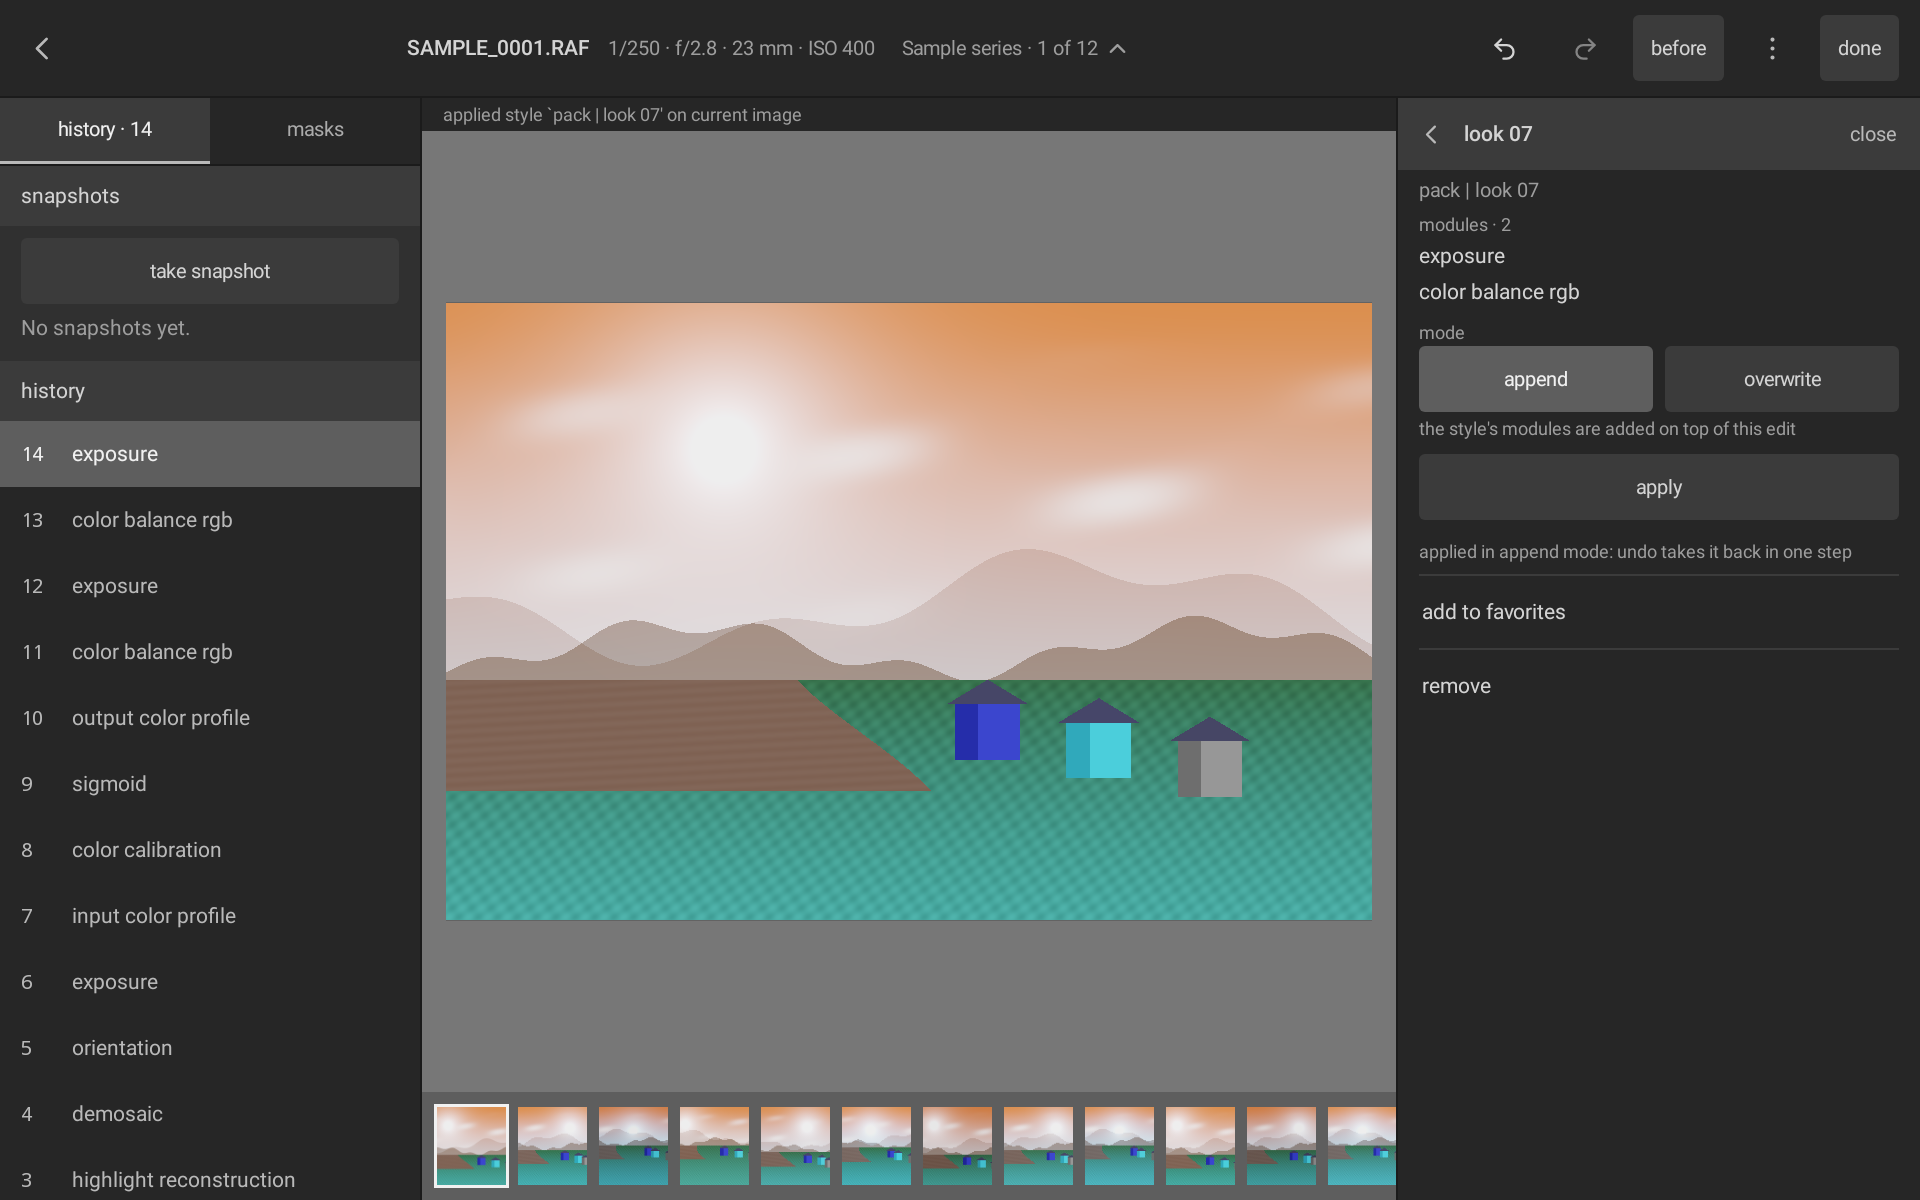 SAMPLE_0001.RAF 1/250 · f/2.8 · 23 mm · ISO 400 Sample series · 1 of 12
before
done
history · 14
masks
snapshots
take snapshot
No snapshots yet.
history
14 exposure
13 color balance rgb
12 exposure
11 color balance rgb
10 output color profile
9 sigmoid
8 color calibration
7 input color profile
6 exposure
5 orientation
4 demosaic
3 highlight reconstruction
applied style `pack | look 07' on current image
look 07
close
pack | look 07
modules · 2
exposure
color balance rgb
mode
append
overwrite
the style's modules are added on top of this edit
apply
applied in append mode: undo takes it back in one step
add to favorites
remove